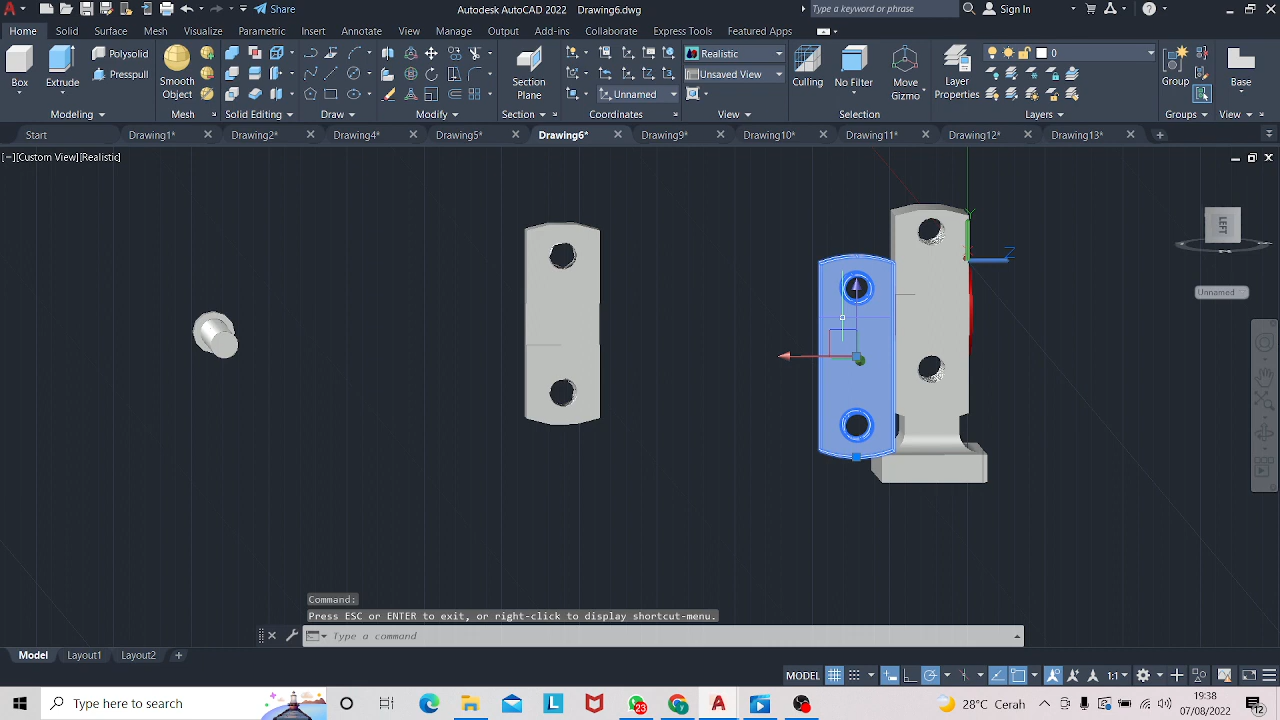 Share
Autodesk AutoCAD 2022 Drawing6.dwg
Type a keyword or phrase
Sign In
Home Solid Surface Mesh Visualize Parametric Insert Annotate View Manage Output Add-ins Collaborate Express Tools Featured Apps
Box
Extrude
Polysolid
Presspull
Modeling
Smooth
Object
Mesh
Solid Editing
Draw
Modify
Section
Plane
Section
Unnamed
Coordinates
Realistic
Unsaved View
View
Culling
No Filter
Move
Gizmo
Selection
Layer
Properties
0
Layers
Group
Groups
Base
View
Start Drawing1* Drawing2* Drawing4* Drawing5* Drawing6* Drawing9* Drawing10* Drawing11* Drawing12* Drawing13*
[−][Custom View][Realistic]
Y
Z
LEFT
Unnamed
Command:
Press ESC or ENTER to exit, or right-click to display shortcut-menu.
Type a command
Model Layout1 Layout2
MODEL
1:1
Type here to search
23
28°C Cerah
19:38
07/08/2022
12